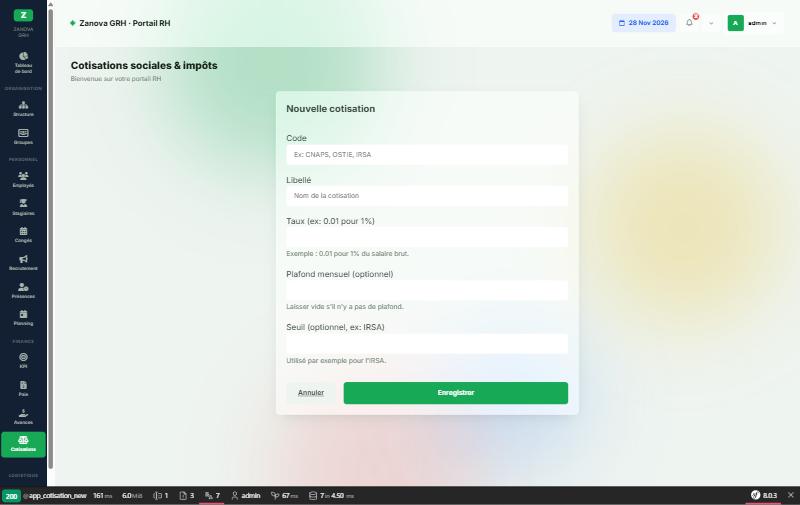 Z
ZANOVA
GRH
Tableau
de bord
ORGANISATION
Structure
Groupes
PERSONNEL
Employés
Stagiaires
Congés
Recrutement
Présences
Planning
FINANCE
KPI
Paie
Avances
Cotisations
LOGISTIQUE
Zanova GRH · Portail RH
28 Nov 2026
A
admin
Cotisations sociales & impôts
Bienvenue sur votre portail RH
Nouvelle cotisation
Code
Ex: CNAPS, OSTIE, IRSA
Libellé
Nom de la cotisation
Taux (ex: 0.01 pour 1%)
Exemple : 0.01 pour 1% du salaire brut.
Plafond mensuel (optionnel)
Laisser vide s'il n'y a pas de plafond.
Seuil (optionnel, ex: IRSA)
Utilisé par exemple pour l'IRSA.
Annuler
Enregistrer
200 @app_cotisation_new 161 ms 6.0 MiB 1 3 7 admin 67 ms 7 in 4.50 ms 8.0.3